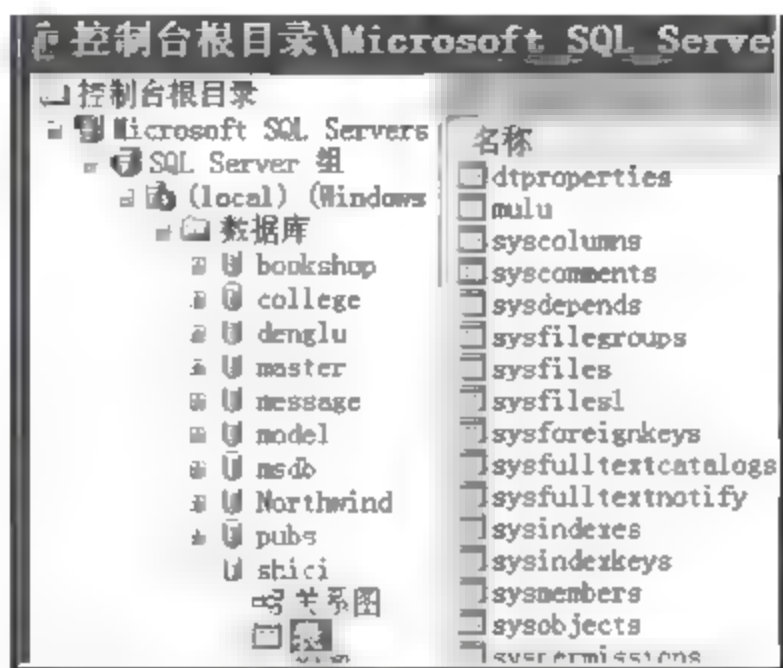 控制台根目录\Microsoft SQL Serve
控制台根目录
Microsoft SQL Servers
SQL Server 组
(local) (Windows
数据库
bookshop
college
denglu
master
message
model
msdb
Northwind
pubs
shici
关系图
表
名称
dtproperties
mulu
syscolumns
syscomments
sysdepends
sysfilegroups
sysfiles
sysfiles1
sysforeignkeys
sysfulltextcatalogs
sysfulltextnotify
sysindexes
sysindexkeys
sysmembers
sysobjects
syspermissions